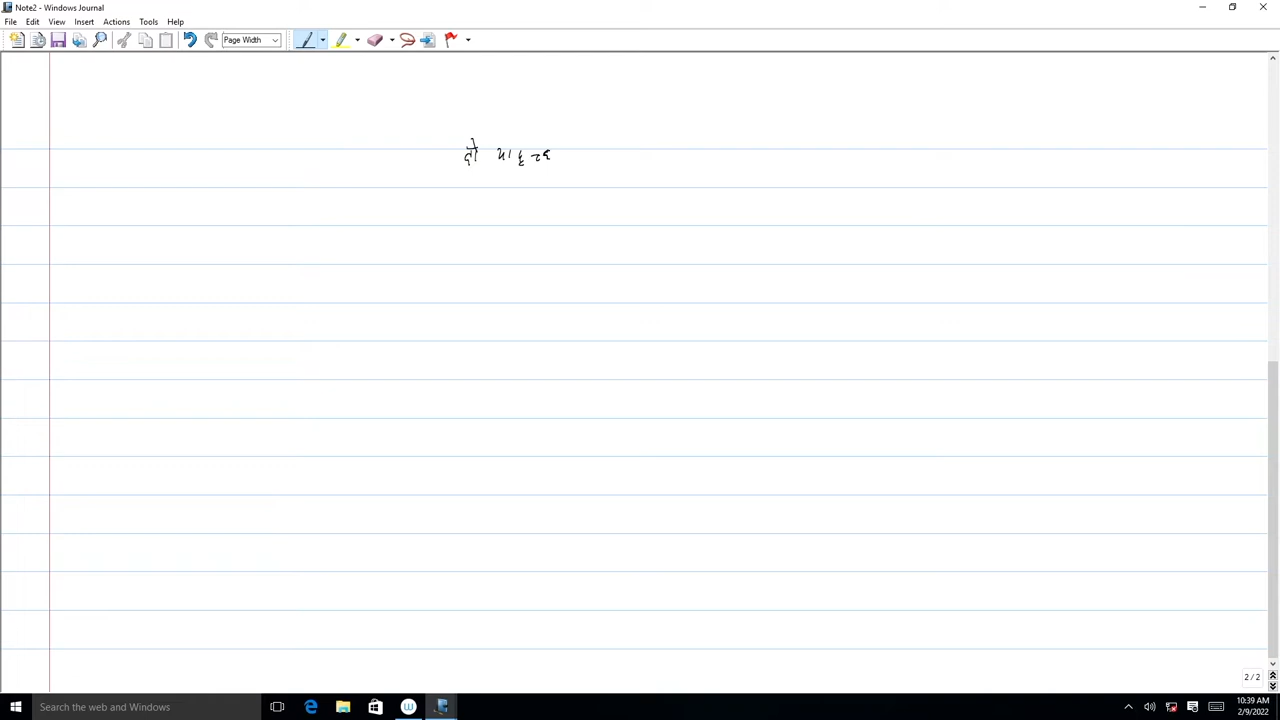 Note2 - Windows Journal
File Edit View Insert Actions Tools Help
Page Width
दो
2/2
Search the web and Windows
10:39 AM
2/9/2022